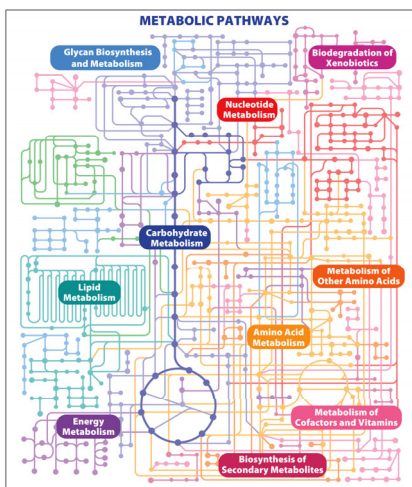 METABOLIC PATHWAYS
Glycan Biosynthesis
and Metabolism
Biodegradation of
Xenobiotics
Nucleotide
Metabolism
Carbohydrate
Metabolism
Lipid
Metabolism
Metabolism of
Other Amino Acids
Amino Acid
Metabolism
Energy
Metabolism
Metabolism of
Cofactors and Vitamins
Biosynthesis of
Secondary Metabolites